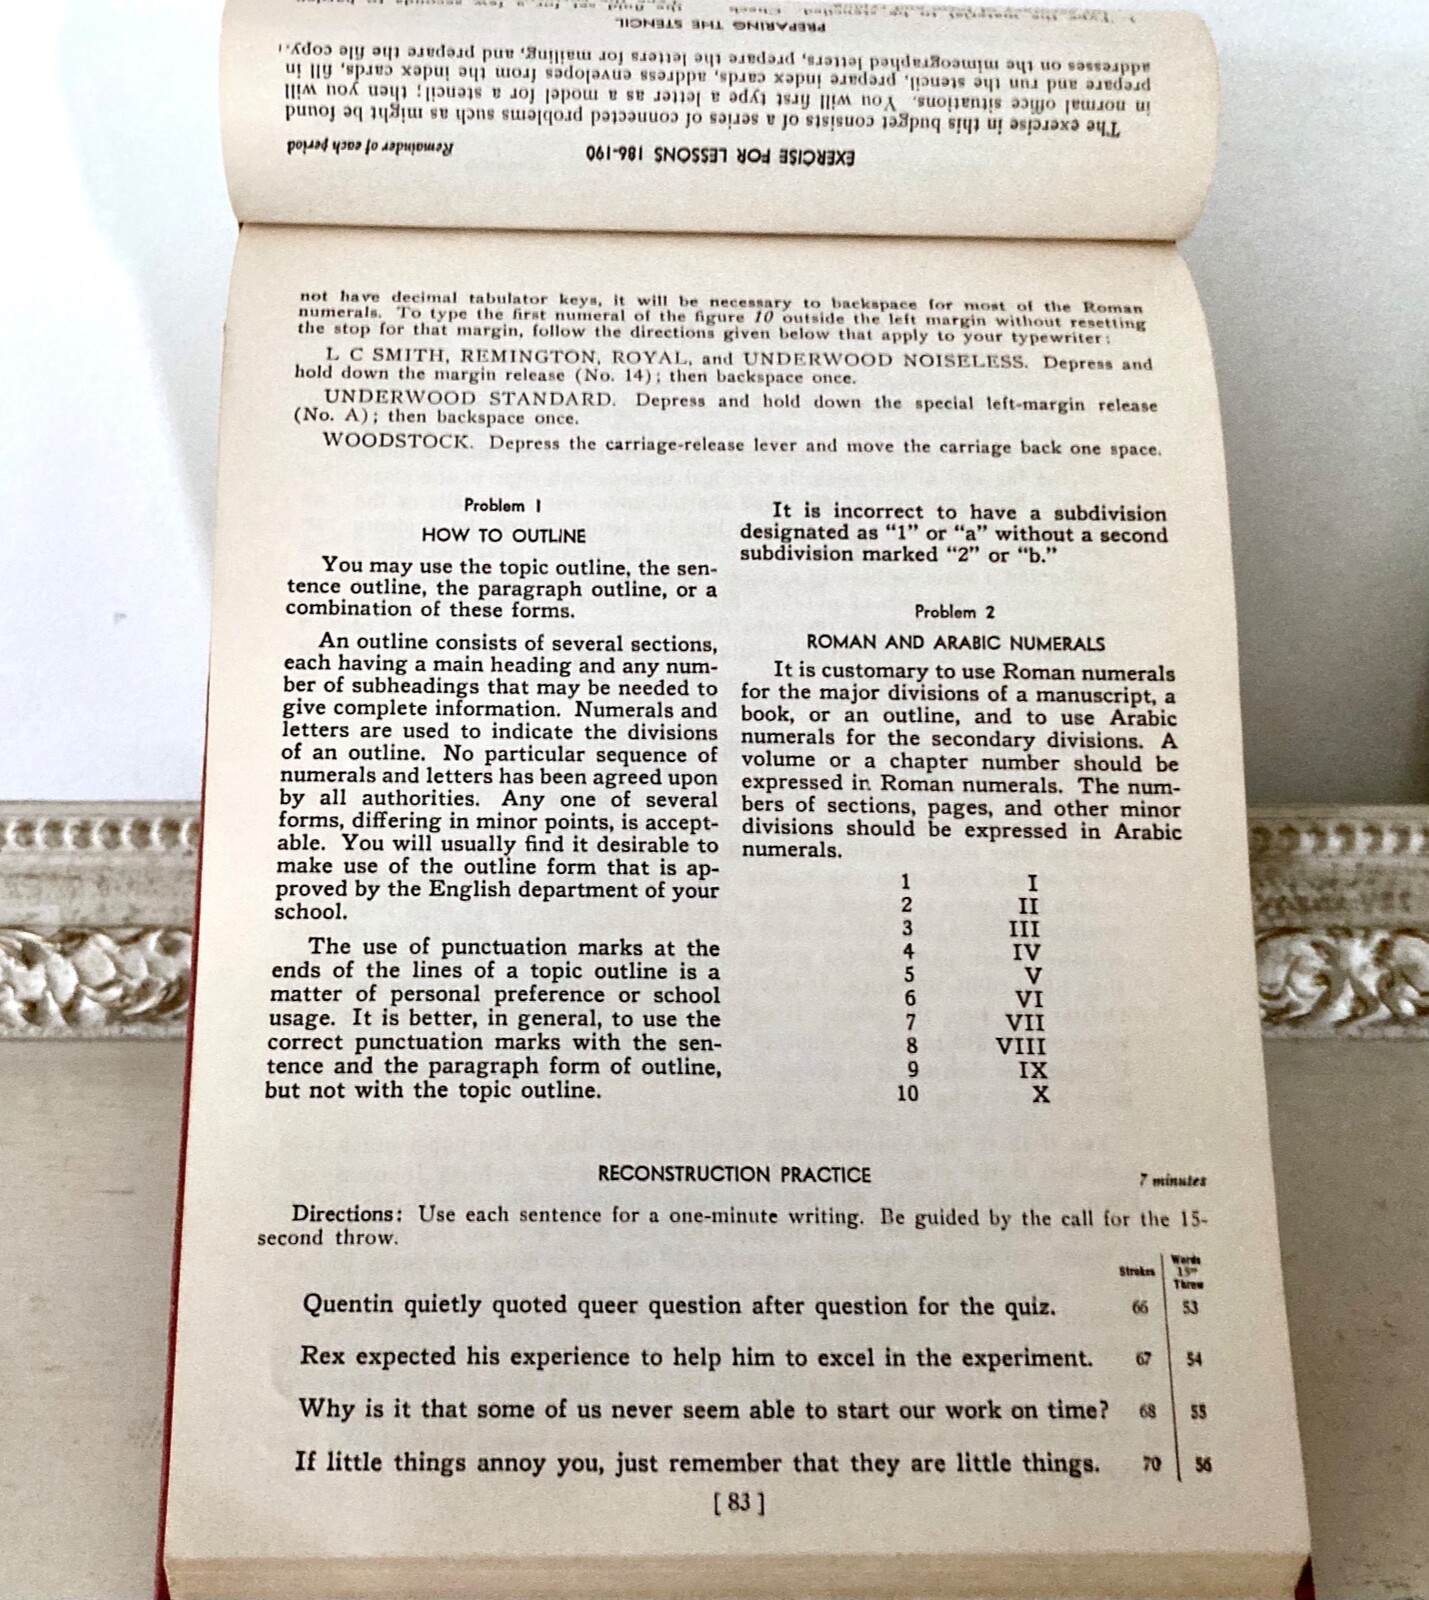 PREPARING THE STENCIL
addresses on the mimeographed letters, prepare the letters for mailing, and prepare the file copy.
prepare and run the stencil, prepare index cards, address envelopes from the index cards, fill in
in normal office situations. You will first type a letter as a model for a stencil; then you will
The exercise in this budget consists of a series of connected problems such as might be found
EXERCISE FOR LESSONS 186-190 Remainder of each period
not have decimal tabulator keys, it will be necessary to backspace for most of the Roman
numerals. To type the first numeral of the figure 10 outside the left margin without resetting
the stop for that margin, follow the directions given below that apply to your typewriter:
L C SMITH, REMINGTON, ROYAL, and UNDERWOOD NOISELESS. Depress and
hold down the margin release (No. 14); then backspace once.
UNDERWOOD STANDARD. Depress and hold down the special left-margin release
(No. A); then backspace once.
WOODSTOCK. Depress the carriage-release lever and move the carriage back one space.
Problem 1
HOW TO OUTLINE
You may use the topic outline, the sen-
tence outline, the paragraph outline, or a
combination of these forms.
An outline consists of several sections,
each having a main heading and any num-
ber of subheadings that may be needed to
give complete information. Numerals and
letters are used to indicate the divisions
of an outline. No particular sequence of
numerals and letters has been agreed upon
by all authorities. Any one of several
forms, differing in minor points, is accept-
able. You will usually find it desirable to
make use of the outline form that is ap-
proved by the English department of your
school.
The use of punctuation marks at the
ends of the lines of a topic outline is a
matter of personal preference or school
usage. It is better, in general, to use the
correct punctuation marks with the sen-
tence and the paragraph form of outline,
but not with the topic outline.
It is incorrect to have a subdivision
designated as “1” or “a” without a second
subdivision marked “2” or “b.”
Problem 2
ROMAN AND ARABIC NUMERALS
It is customary to use Roman numerals
for the major divisions of a manuscript, a
book, or an outline, and to use Arabic
numerals for the secondary divisions. A
volume or a chapter number should be
expressed in Roman numerals. The num-
bers of sections, pages, and other minor
divisions should be expressed in Arabic
numerals.
1 I
2 II
3 III
4 IV
5 V
6 VI
7 VII
8 VIII
9 IX
10 X
RECONSTRUCTION PRACTICE 7 minutes
Directions: Use each sentence for a one-minute writing. Be guided by the call for the 15-
second throw.
Strokes Words
15"
Throw
Quentin quietly quoted queer question after question for the quiz. 66 53
Rex expected his experience to help him to excel in the experiment. 67 54
Why is it that some of us never seem able to start our work on time? 68 55
If little things annoy you, just remember that they are little things. 70 56
[ 83 ]